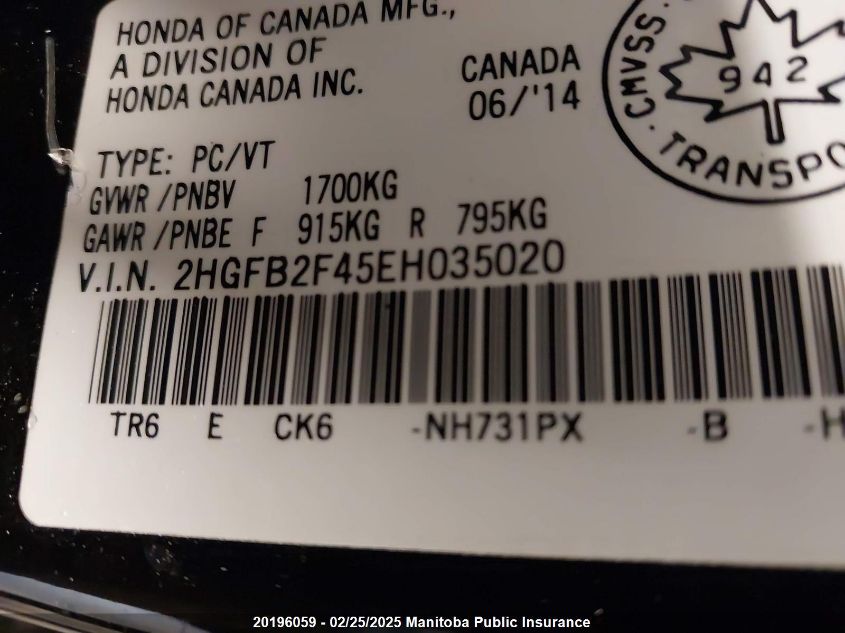 HONDA OF CANADA MFG.,
A DIVISION OF
HONDA CANADA INC.
CANADA
06/'14
CMVSS
942
TRANSPO
TYPE: PC/VT
GVWR/PNBV 1700KG
GAWR/PNBE F 915KG R 795KG
V.I.N. 2HGFB2F45EH035020
TR6 E CK6 -NH731PX -B -H
20196059 - 02/25/2025 Manitoba Public Insurance